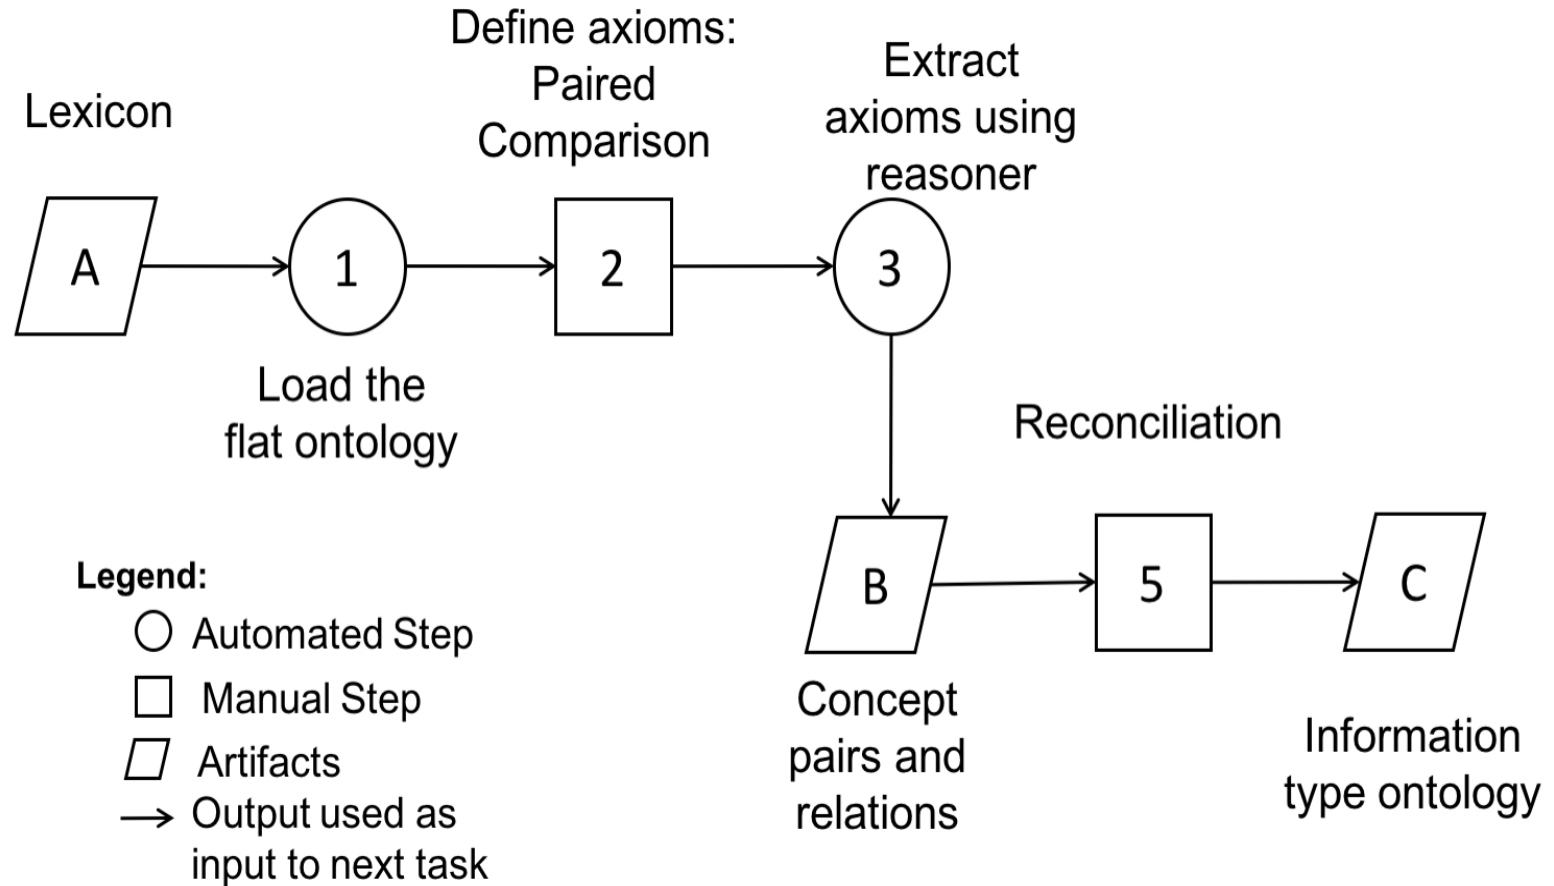 Lexicon
Define axioms:
Paired
Comparison
Extract
axioms using
reasoner
A
1
2
3
Load the
flat ontology
Reconciliation
B
5
C
Concept
pairs and
relations
Information
type ontology
Legend:
Automated Step
Manual Step
Artifacts
Output used as
input to next task